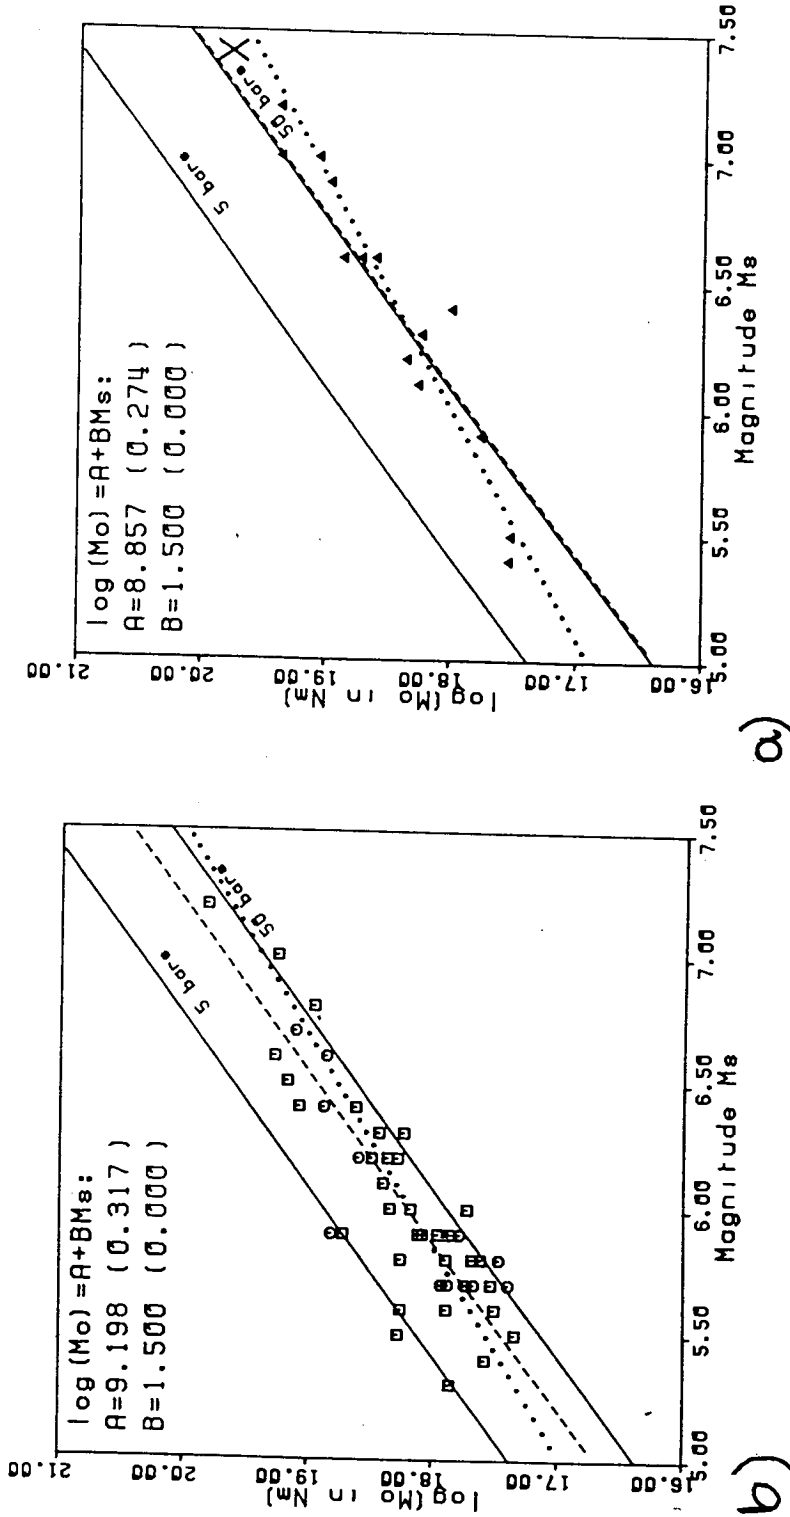 log(Mo)=A+BMs:
A=8.857 (0.274)
B=1.500 (0.000)
5 bars
50 bars
21.00
20.00
19.00
18.00
17.00
16.00
log(Mo in Nm)
5.00 5.50 6.00 6.50 7.00 7.50
Magnitude Ms
a)
log(Mo)=A+BMs:
A=9.198 (0.317)
B=1.500 (0.000)
5 bars
50 bars
21.00
20.00
19.00
18.00
17.00
16.00
log(Mo in Nm)
5.00 5.50 6.00 6.50 7.00 7.50
Magnitude Ms
b)